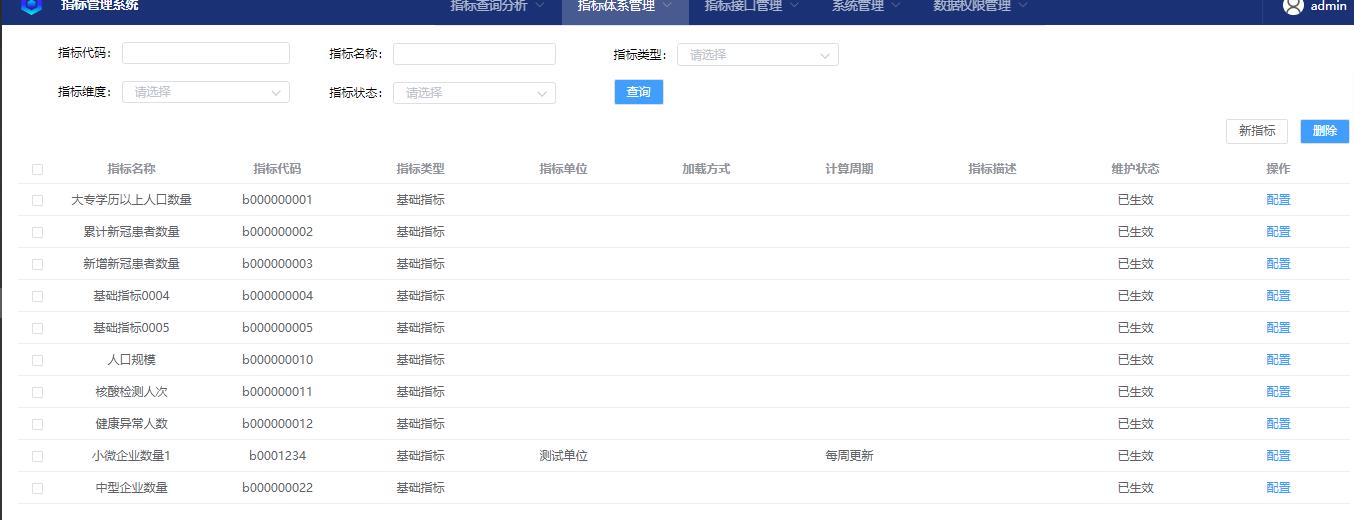 指标管理系统 指标查询分析 指标体系管理 指标接口管理 系统管理 数据权限管理 admin
指标代码： 指标名称： 指标类型： 请选择
指标维度： 请选择 指标状态： 请选择 查询
新指标 删除
指标名称 指标代码 指标类型 指标单位 加载方式 计算周期 指标描述 维护状态 操作
大专学历以上人口数量 b000000001 基础指标 已生效 配置
累计新冠患者数量 b000000002 基础指标 已生效 配置
新增新冠患者数量 b000000003 基础指标 已生效 配置
基础指标0004 b000000004 基础指标 已生效 配置
基础指标0005 b000000005 基础指标 已生效 配置
人口规模 b000000010 基础指标 已生效 配置
核酸检测人次 b000000011 基础指标 已生效 配置
健康异常人数 b000000012 基础指标 已生效 配置
小微企业数量1 b0001234 基础指标 测试单位 每周更新 已生效 配置
中型企业数量 b000000022 基础指标 已生效 配置